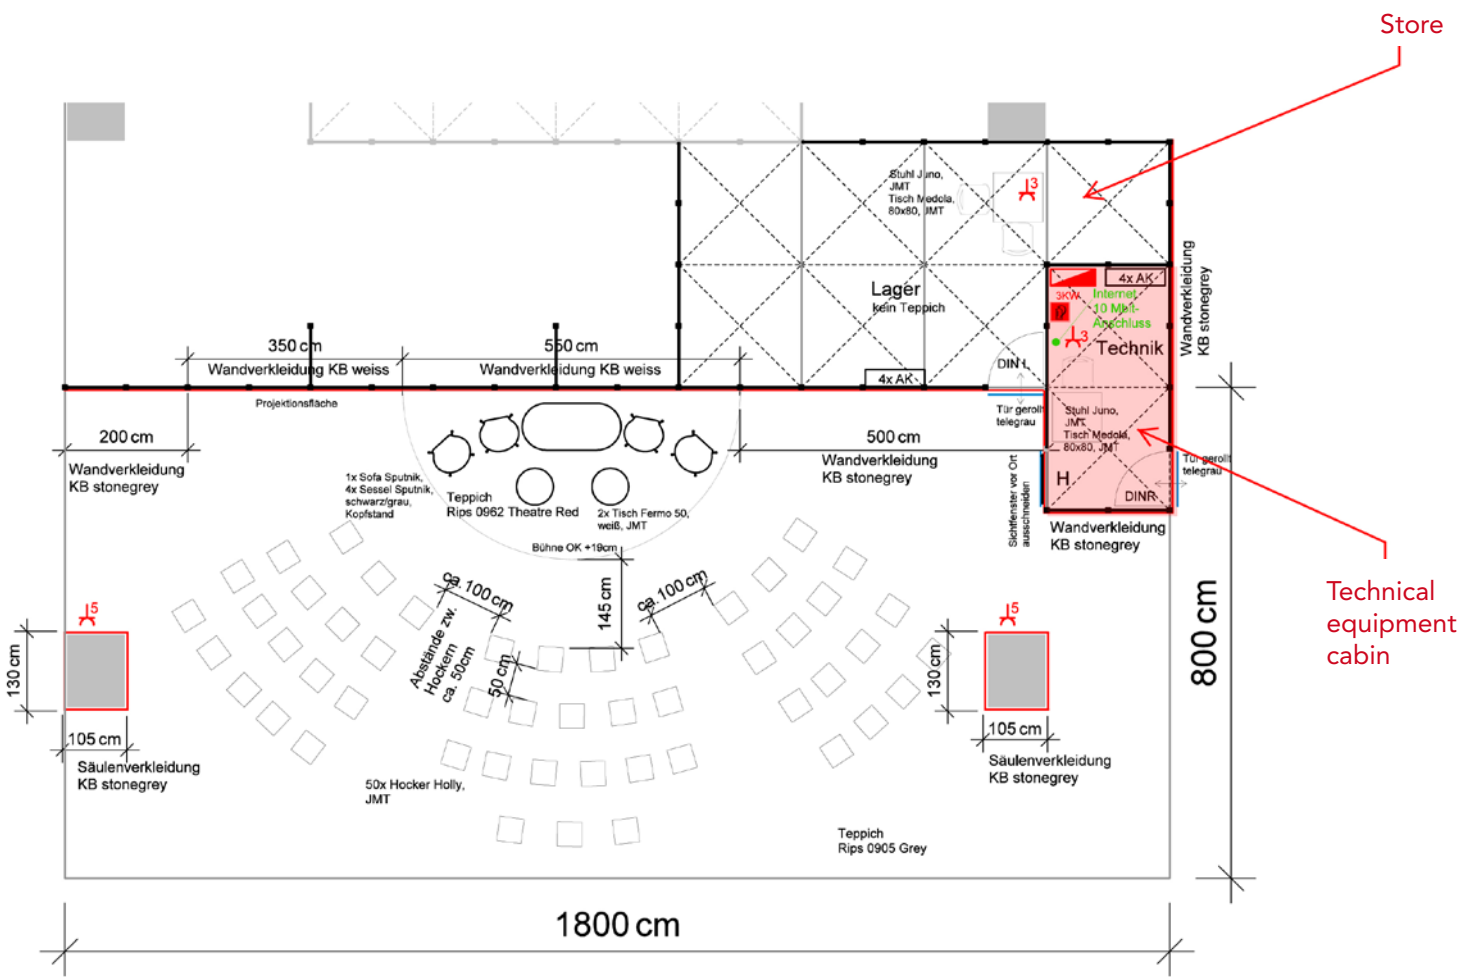 Store
Stuhl Juno,
JMT
Tisch Medola,
80x80, JMT
3
Lager
kein Teppich
4x AK
3KW
Internet
10 Mbit-
Anschluss
3
Technik
Wandverkleidung
KB stonegrey
350 cm
550 cm
Wandverkleidung KB weiss
Wandverkleidung KB weiss
DIN L
4x AK
Projektionsfläche
Tür gerollt
telegrau
Stuhl Juno,
JMT
Tisch Medola,
80x80, JMT
200 cm
500 cm
Wandverkleidung
KB stonegrey
Wandverkleidung
KB stonegrey
Tür gerollt
telegrau
1x Sofa Sputnik,
4x Sessel Sputnik,
schwarz/grau,
Kopfstand
Teppich
Rips 0962 Theatre Red
2x Tisch Fermo 50,
weiß, JMT
H
DINR
Sichtfenster vor Ort
ausschneiden
Wandverkleidung
KB stonegrey
Bühne OK +19cm
ca. 100 cm
145 cm
ca. 100 cm
Abstände zw.
Hockern
ca. 50cm
50 cm
800 cm
Technical
equipment
cabin
5
5
130 cm
130 cm
105 cm
105 cm
Säulenverkleidung
KB stonegrey
Säulenverkleidung
KB stonegrey
50x Hocker Holly,
JMT
Teppich
Rips 0905 Grey
1800 cm